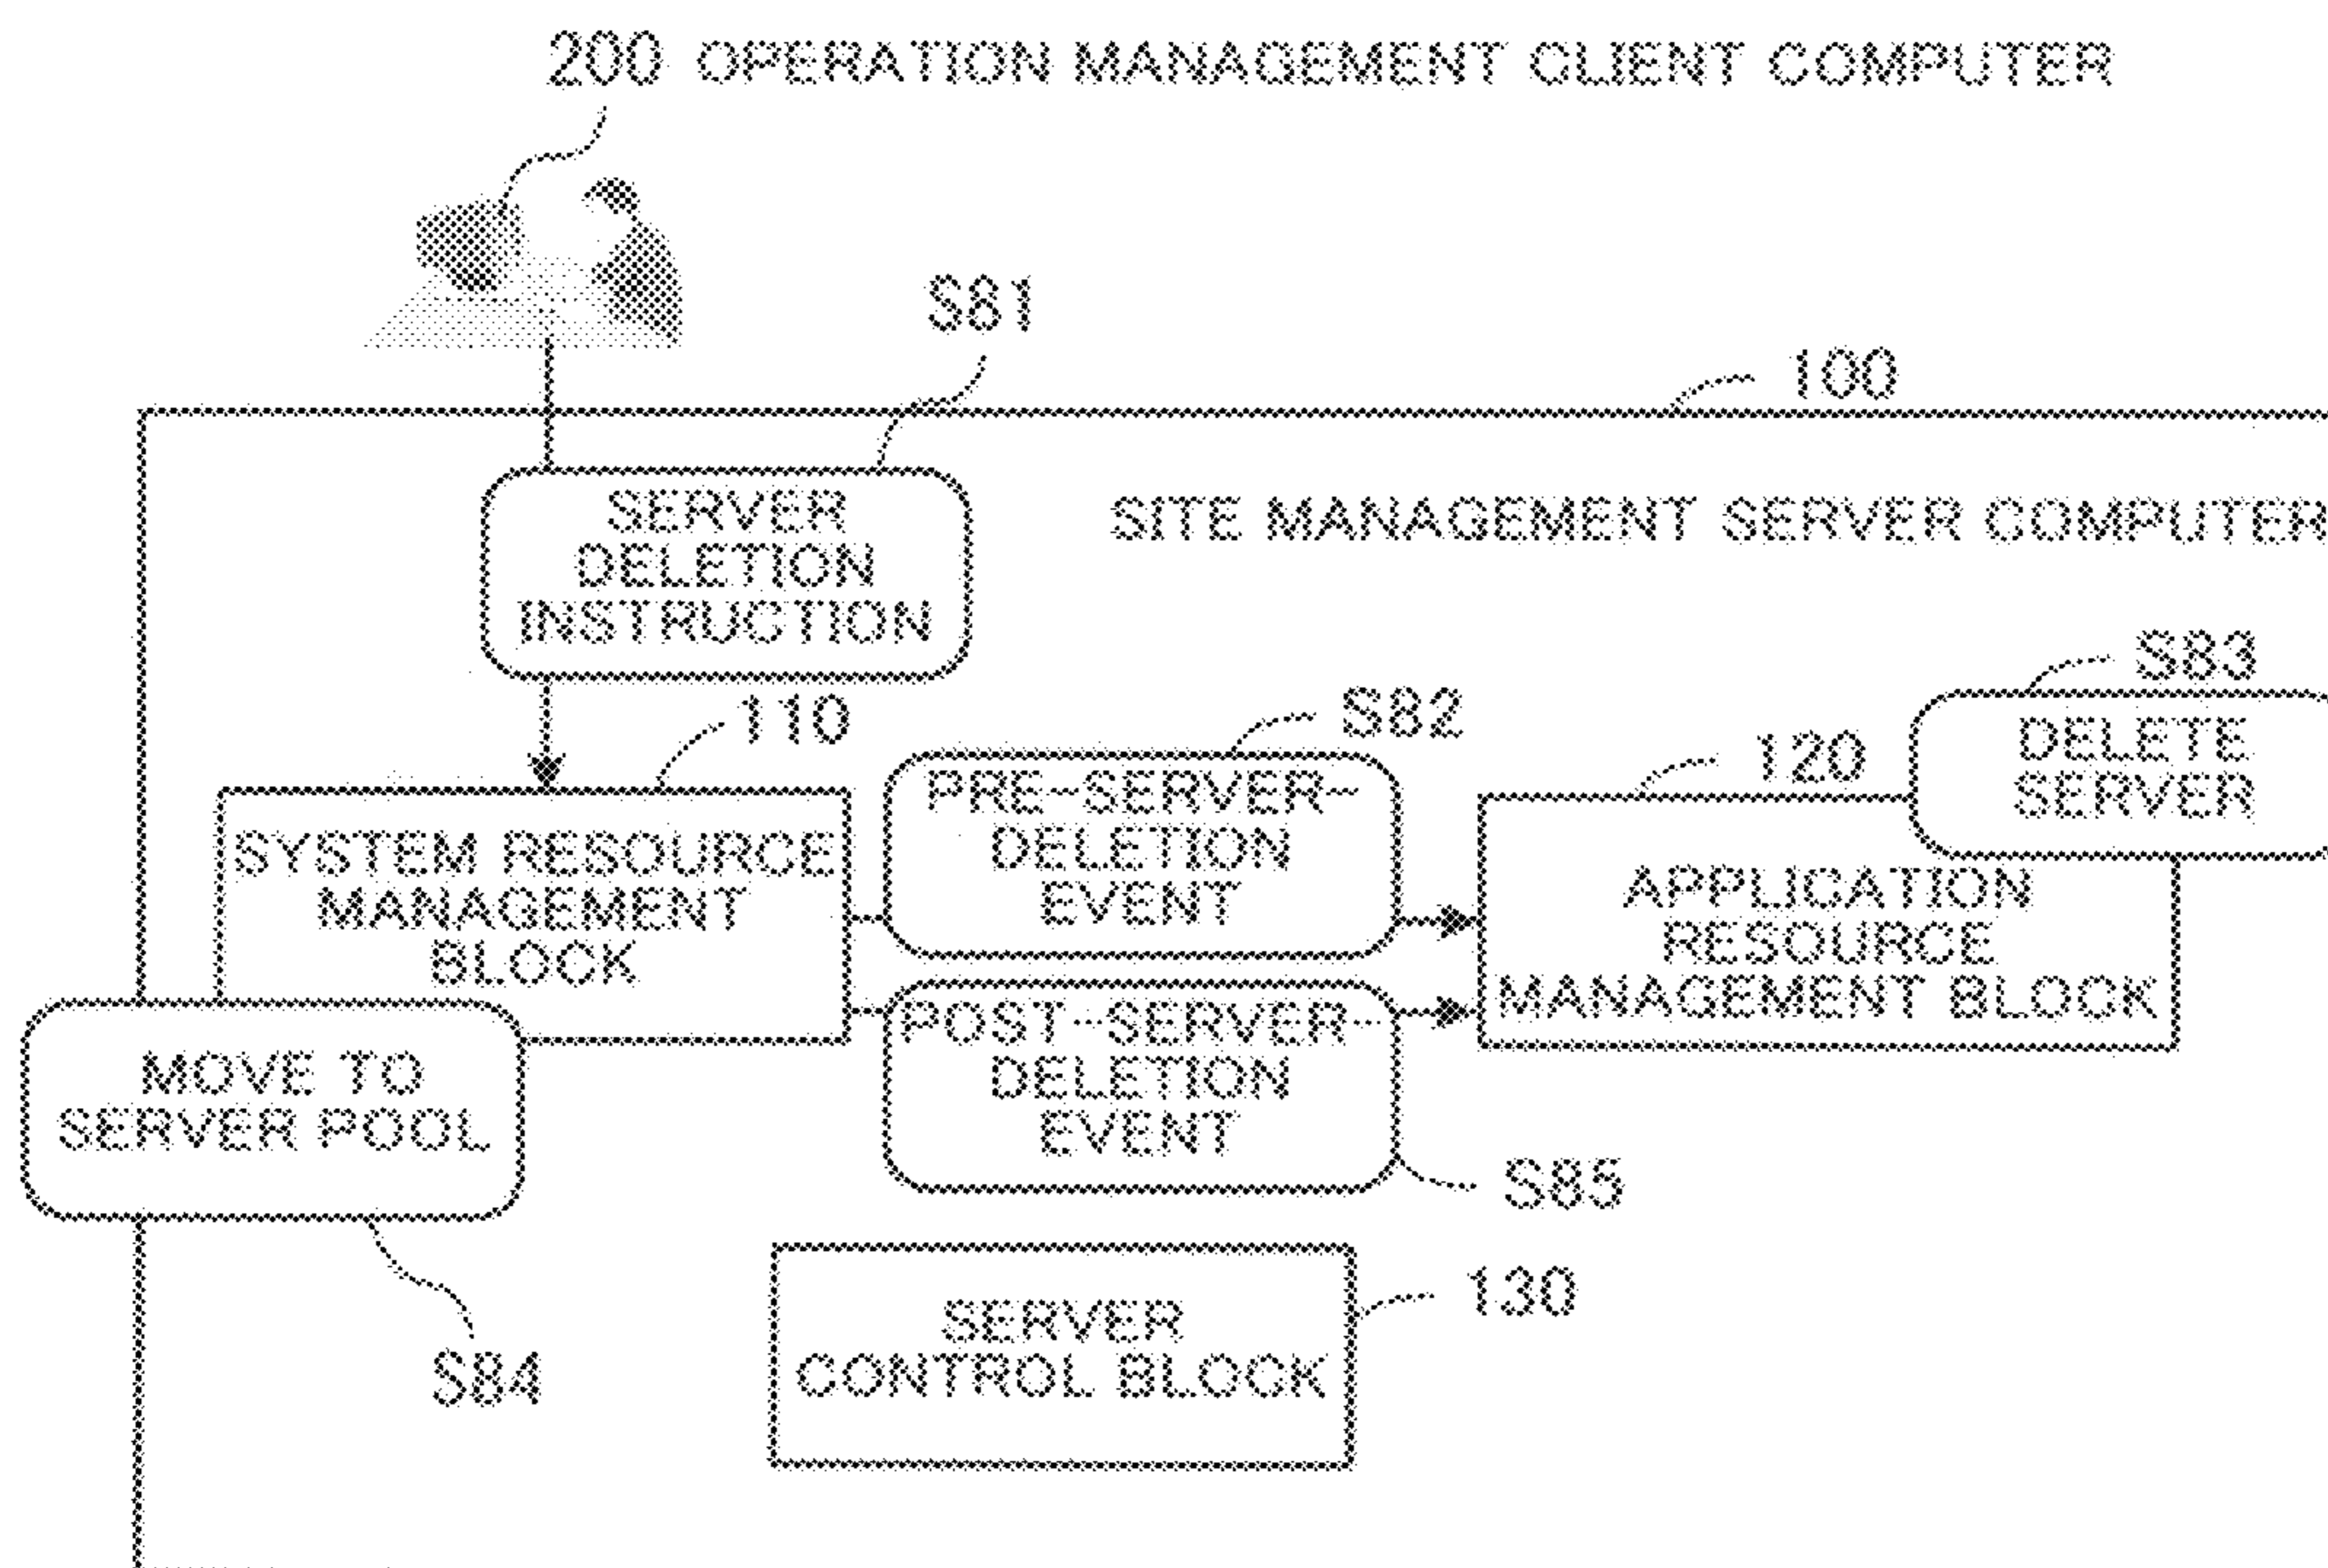 200 OPERATION MANAGEMENT CLIENT COMPUTER
S81
100
SERVER
DELETION
INSTRUCTION
SITE MANAGEMENT SERVER COMPUTER
110
S82
120
S83
DELETE
SERVER
SYSTEM RESOURCE
MANAGEMENT
BLOCK
PRE-SERVER-
DELETION
EVENT
APPLICATION
RESOURCE
MANAGEMENT BLOCK
MOVE TO
SERVER POOL
POST-SERVER-
DELETION
EVENT
S85
S84
130
SERVER
CONTROL BLOCK